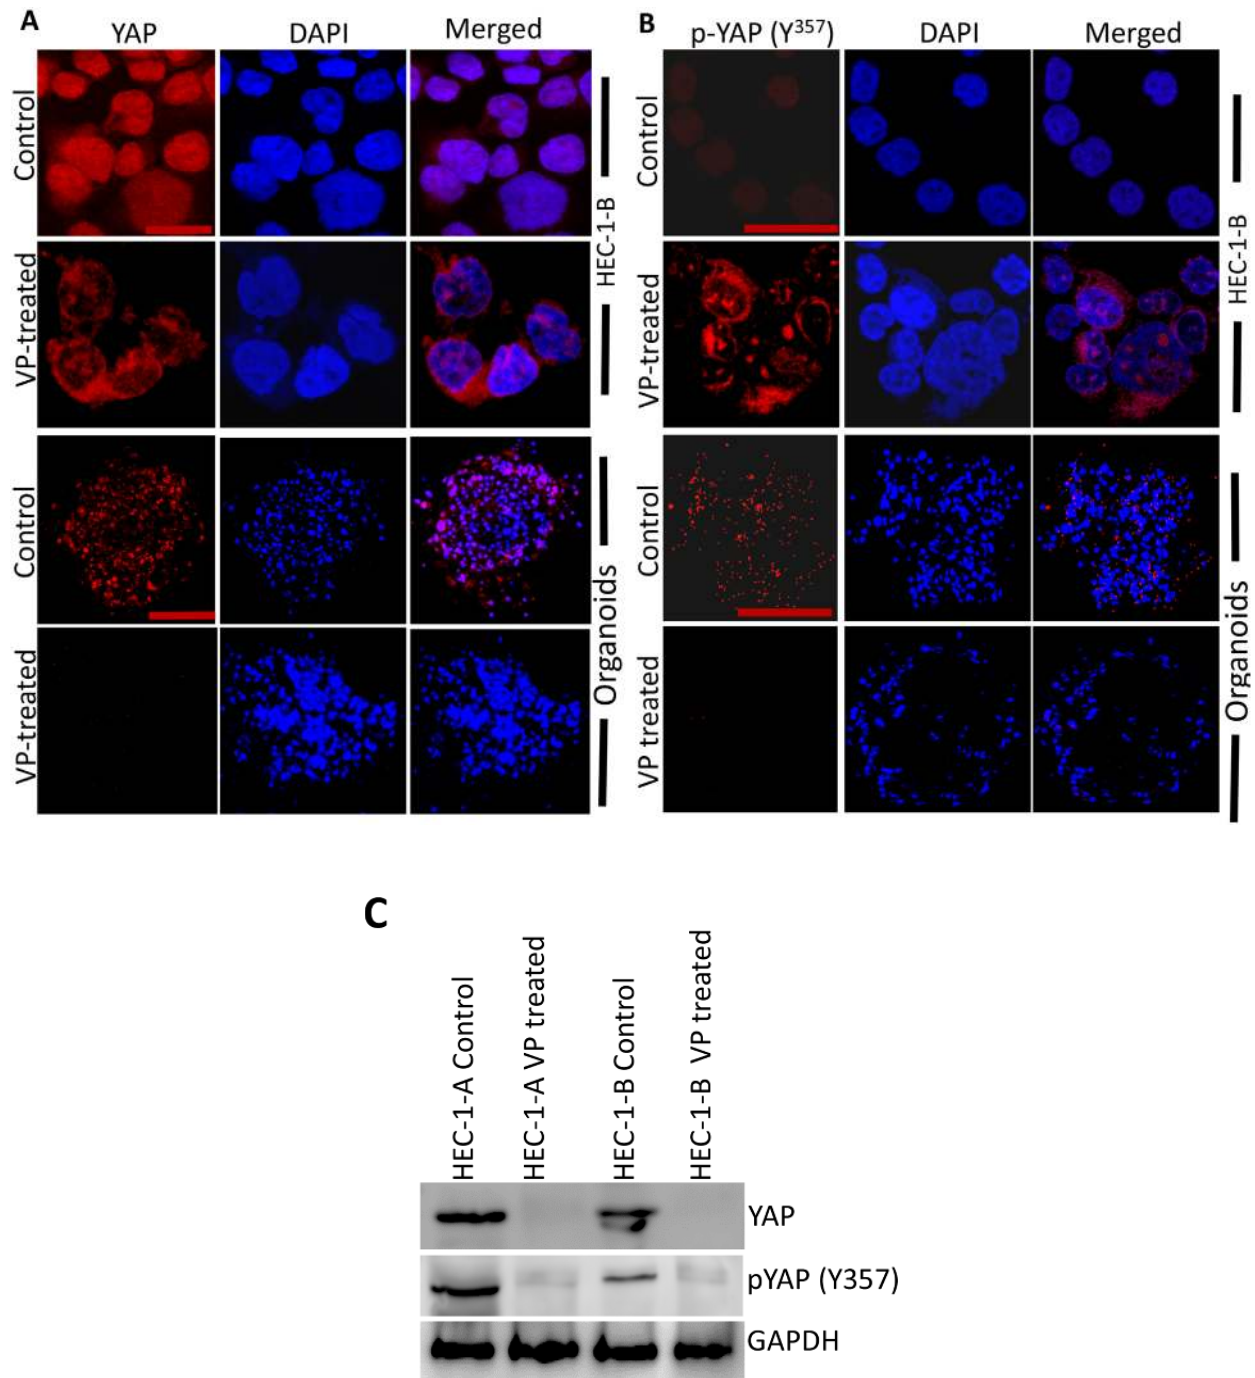 A
YAP
DAPI
Merged
Control
VP-treated
HEC-1-B
Control
VP-treated
Organoids
B
p-YAP (Y357)
DAPI
Merged
Control
VP-treated
HEC-1-B
Control
VP treated
Organoids
C
HEC-1-A Control
HEC-1-A VP treated
HEC-1-B Control
HEC-1-B VP treated
YAP
pYAP (Y357)
GAPDH